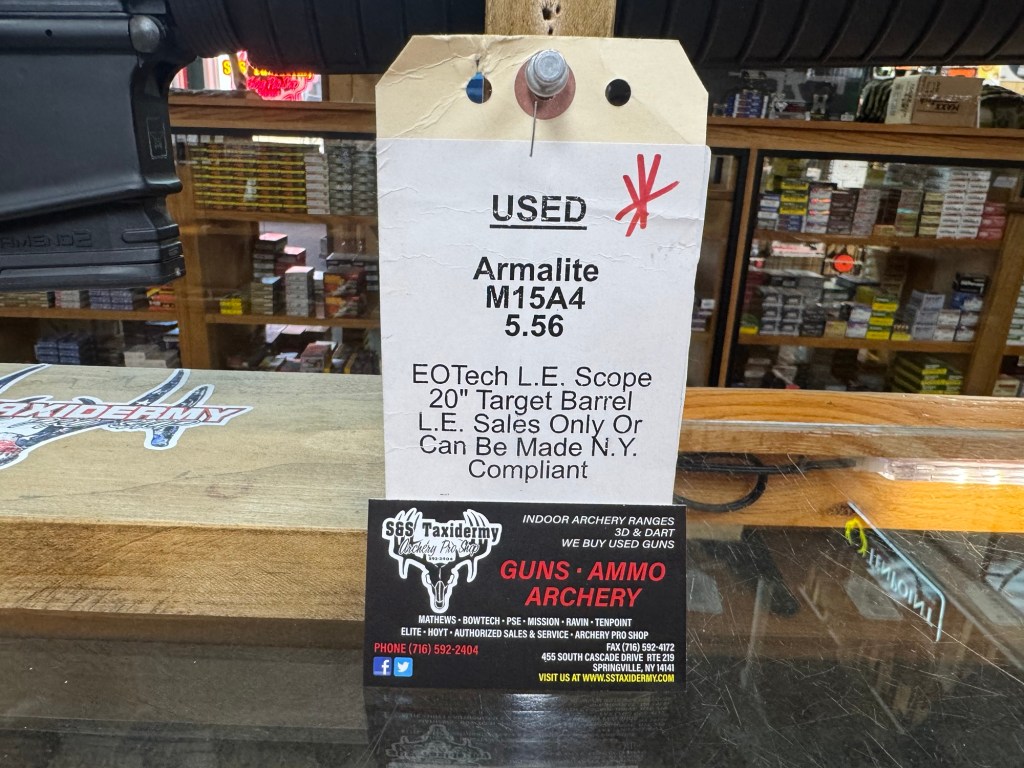 USED
Armalite
M15A4
5.56
EOTech L.E. Scope
20" Target Barrel
L.E. Sales Only Or
Can Be Made N.Y.
Compliant
TAXIDERMY
S&S Taxidermy
Archery Pro Shop
592-2404
INDOOR ARCHERY RANGES
3D & DART
WE BUY USED GUNS
GUNS · AMMO
ARCHERY
MATHEWS • BOWTECH • PSE • MISSION • RAVIN • TENPOINT
ELITE • HOYT • AUTHORIZED SALES & SERVICE • ARCHERY PRO SHOP
PHONE (716) 592-2404
FAX (716) 592-4172
455 SOUTH CASCADE DRIVE RTE 219
SPRINGVILLE, NY 14141
VISIT US AT WWW.SSTAXIDERMY.COM
TENPOINT